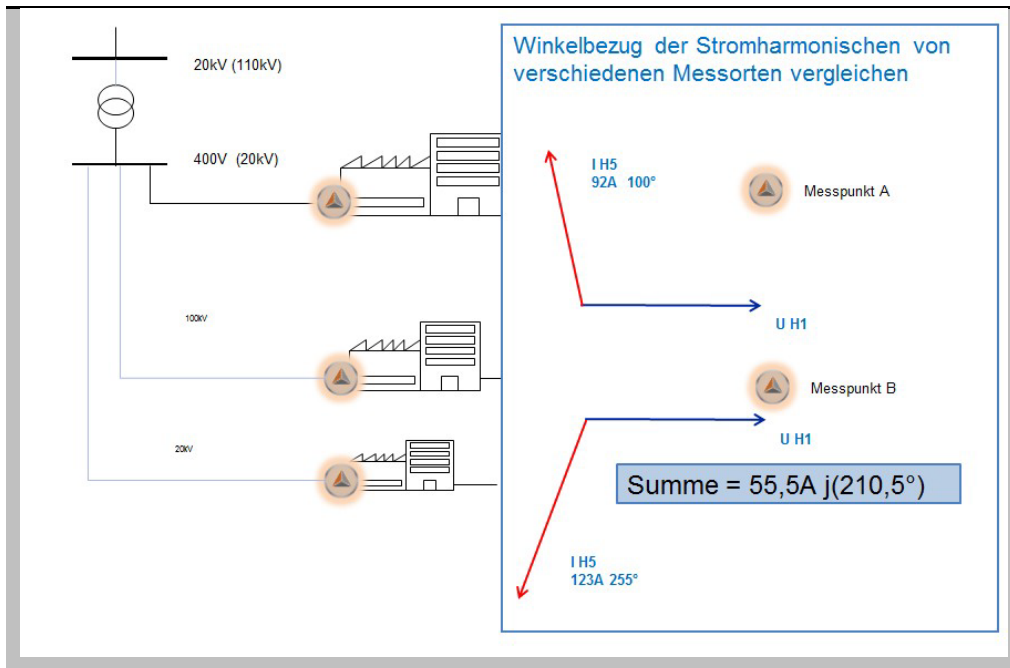 20kV (110kV)
400V (20kV)
100kV
20kV
Winkelbezug der Stromharmonischen von
verschiedenen Messorten vergleichen
I H5
92A 100°
Messpunkt A
U H1
Messpunkt B
U H1
Summe = 55,5A j(210,5°)
I H5
123A 255°